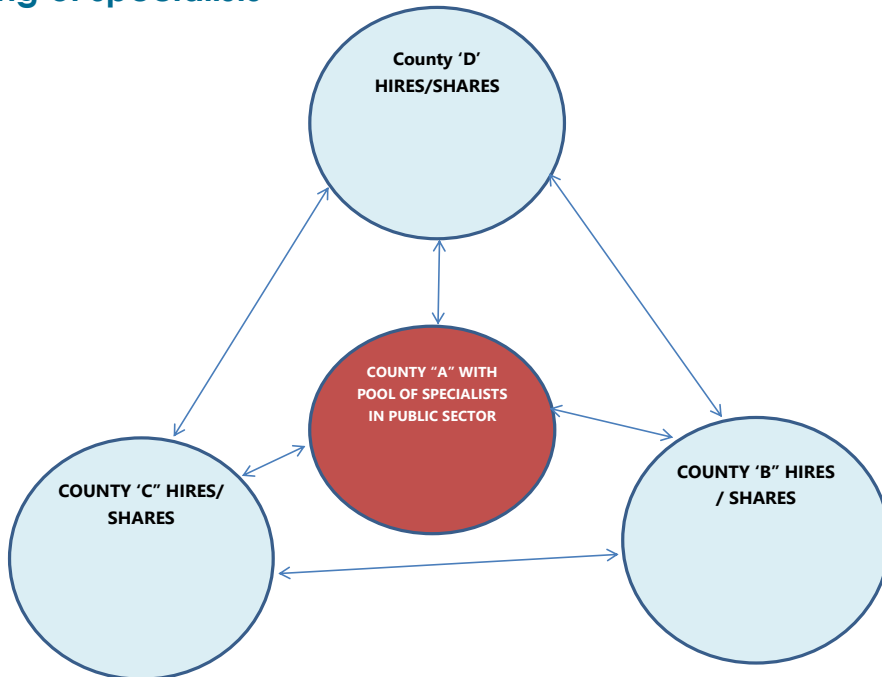 County ‘D’
HIRES/SHARES
COUNTY “A” WITH
POOL OF SPECIALISTS
IN PUBLIC SECTOR
COUNTY ‘C” HIRES/
SHARES
COUNTY ‘B” HIRES
/ SHARES